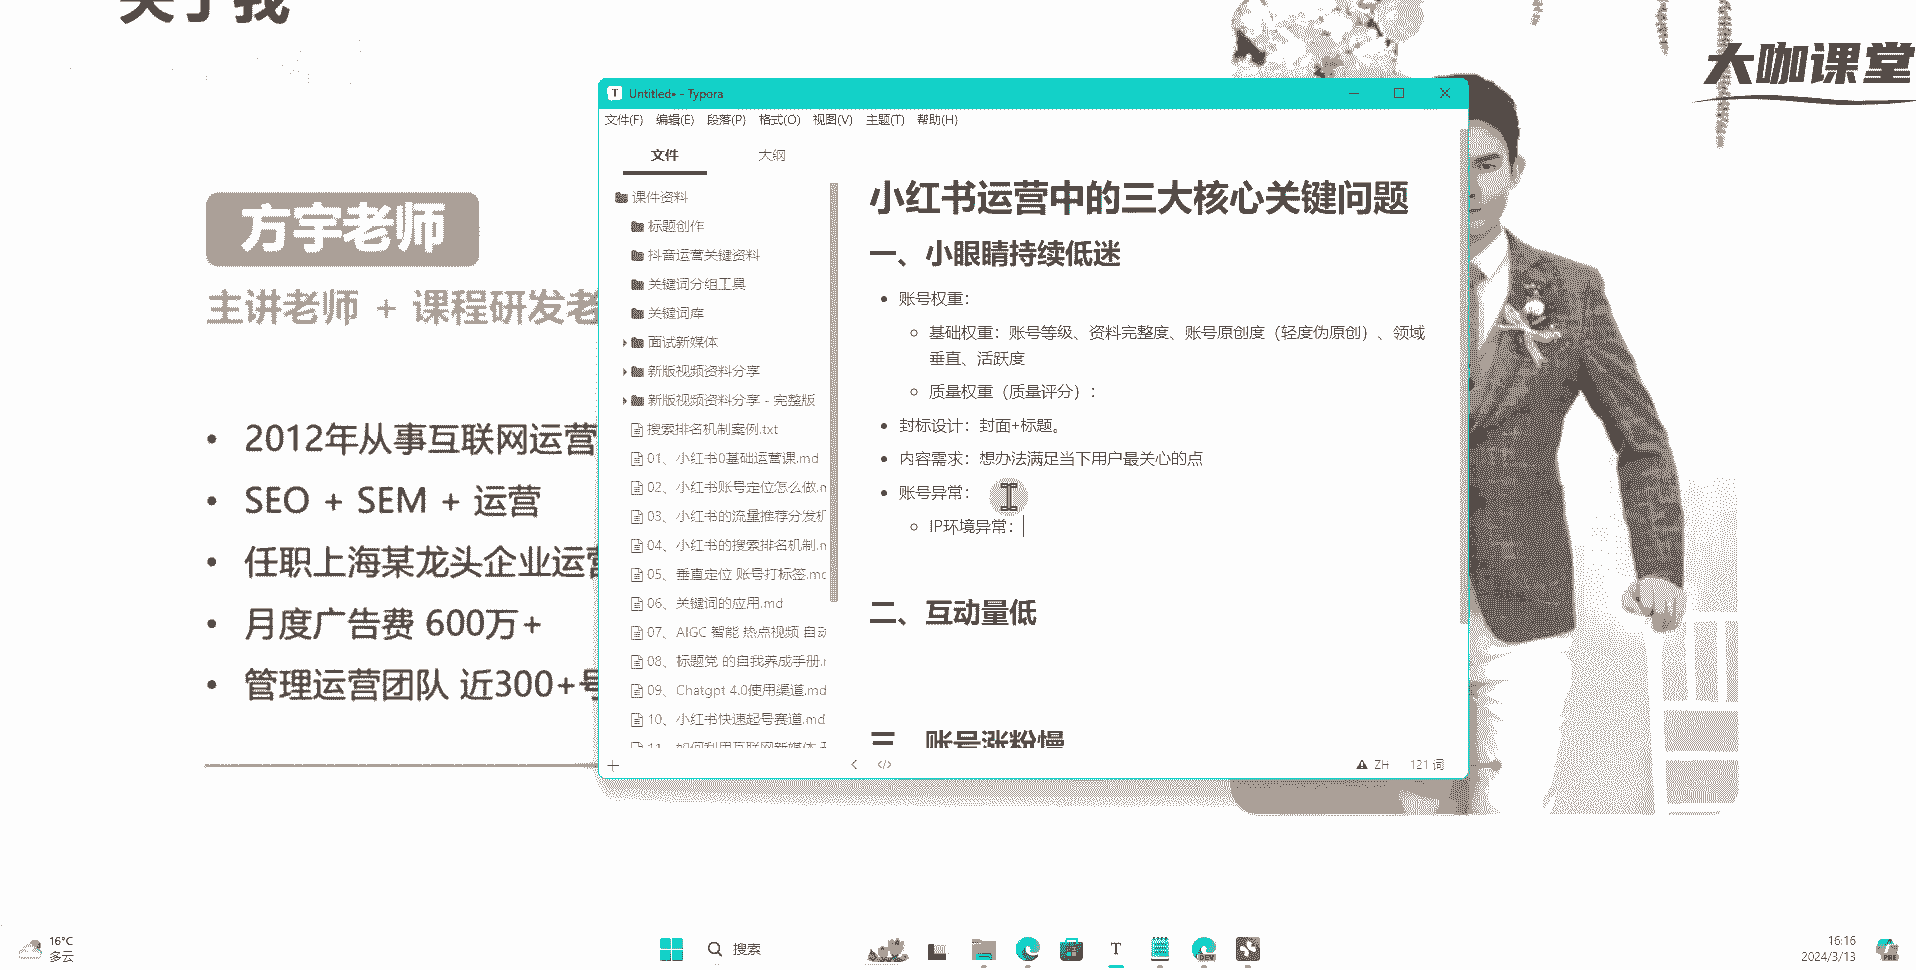 关于我
大咖课堂
方宇老师
主讲老师 + 课程研发老
2012年从事互联网运营
SEO + SEM + 运营
任职上海某龙头企业运营
月度广告费 600万+
管理运营团队 近300+号
Untitled• - Typora
文件(F) 编辑(E) 段落(P) 格式(O) 视图(V) 主题(T) 帮助(H)
文件 大纲
课件资料
标题创作
抖音运营关键资料
关键词分组工具
关键词库
面试新媒体
新版视频资料分享
新版视频资料分享 - 完整版
搜索排名机制案例.txt
01、小红书0基础运营课.md
02、小红书账号定位怎么做.m
03、小红书的流量推荐分发机
04、小红书的搜索排名机制.m
05、垂直定位 账号打标签.md
06、关键词的应用.md
07、AIGC 智能 热点视频 自动
08、标题党 的自我养成手册.m
09、Chatgpt 4.0使用渠道.md
10、小红书快速起号赛道.md
11、如何利用互联网新媒体
小红书运营中的三大核心关键问题
一、小眼睛持续低迷
账号权重：
基础权重：账号等级、资料完整度、账号原创度（轻度伪原创）、领域
垂直、活跃度
质量权重（质量评分）：
封标设计：封面+标题。
内容需求：想办法满足当下用户最关心的点
账号异常：
IP环境异常：
二、互动量低
三、账号涨粉慢
ZH 121 词
16°C
多云
搜索
DEV
16:16
2024/3/13
PRE